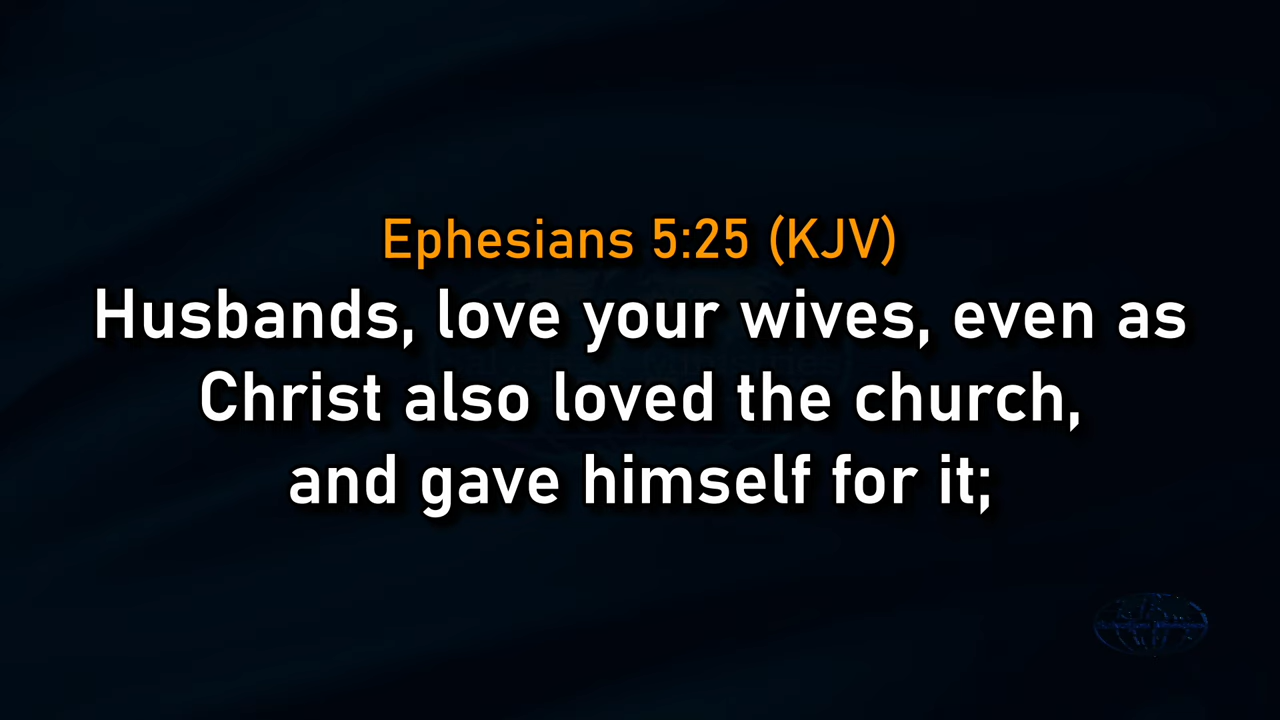 Ephesians 5:25 (KJV)
Husbands, love your wives, even as
Christ also loved the church,
and gave himself for it;